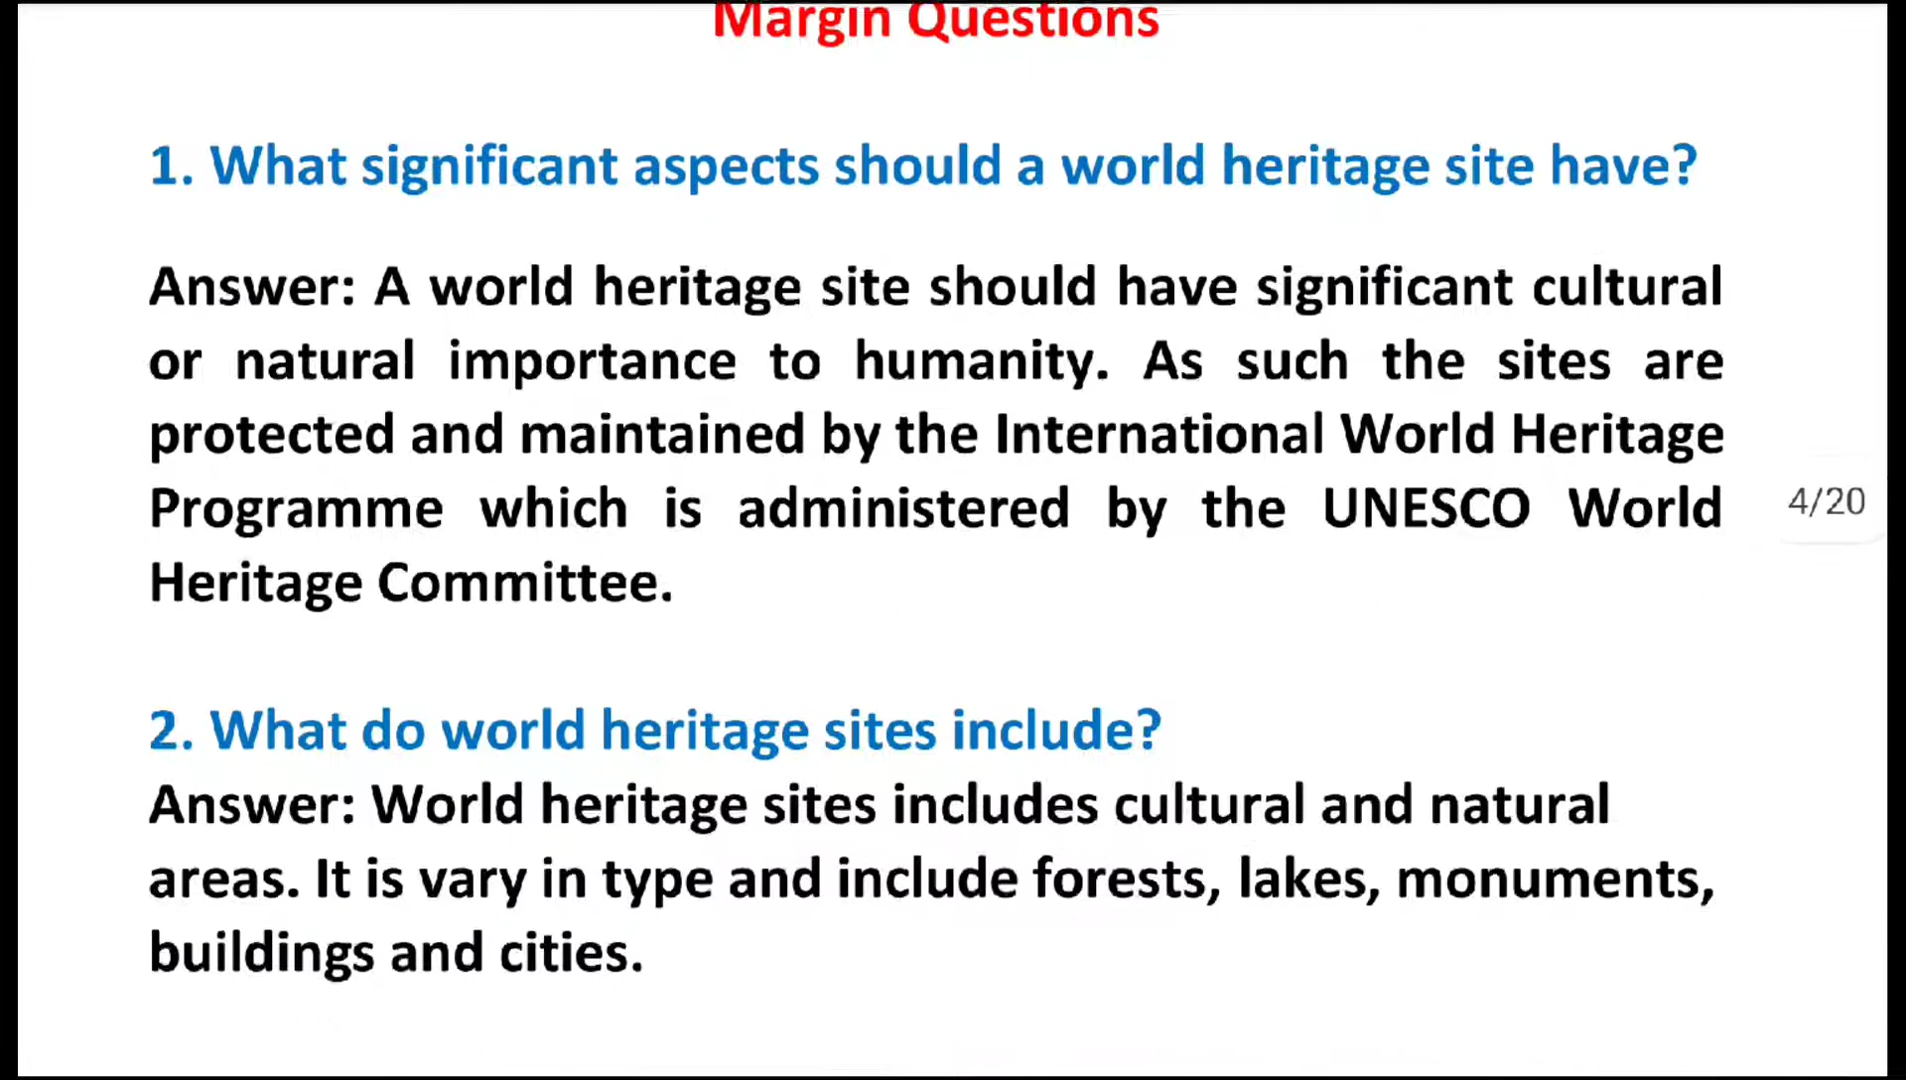 Margin Questions
1. What significant aspects should a world heritage site have?
Answer: A world heritage site should have significant cultural
or natural importance to humanity. As such the sites are
protected and maintained by the International World Heritage
Programme which is administered by the UNESCO World
Heritage Committee.
4/20
2. What do world heritage sites include?
Answer: World heritage sites includes cultural and natural
areas. It is vary in type and include forests, lakes, monuments,
buildings and cities.